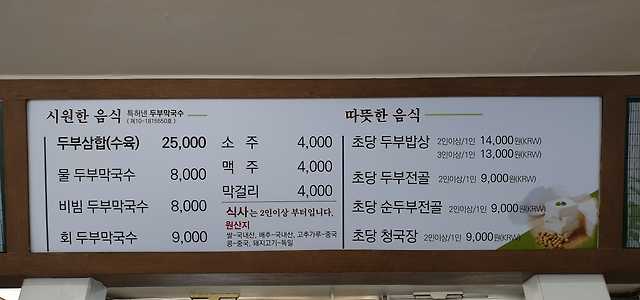 시원한 음식 특허낸 두부막국수
(제10-1815550호)
두부삼합(수육) 25,000
물 두부막국수 8,000
비빔 두부막국수 8,000
회 두부막국수 9,000
소 주 4,000
맥 주 4,000
막걸리 4,000
식사는 2인이상 부터입니다.
원산지
쌀-국내산, 배추-국내산, 고추가루-중국
콩-중국, 돼지고기-독일
따뜻한 음식
초당 두부밥상 2인이상/1인 14,000원(KRW)
3인이상/1인 13,000원(KRW)
초당 두부전골 2인이상/1인 9,000원(KRW)
초당 순두부전골 2인이상/1인 9,000원(KRW)
초당 청국장 2인이상/1인 9,000원(KRW)